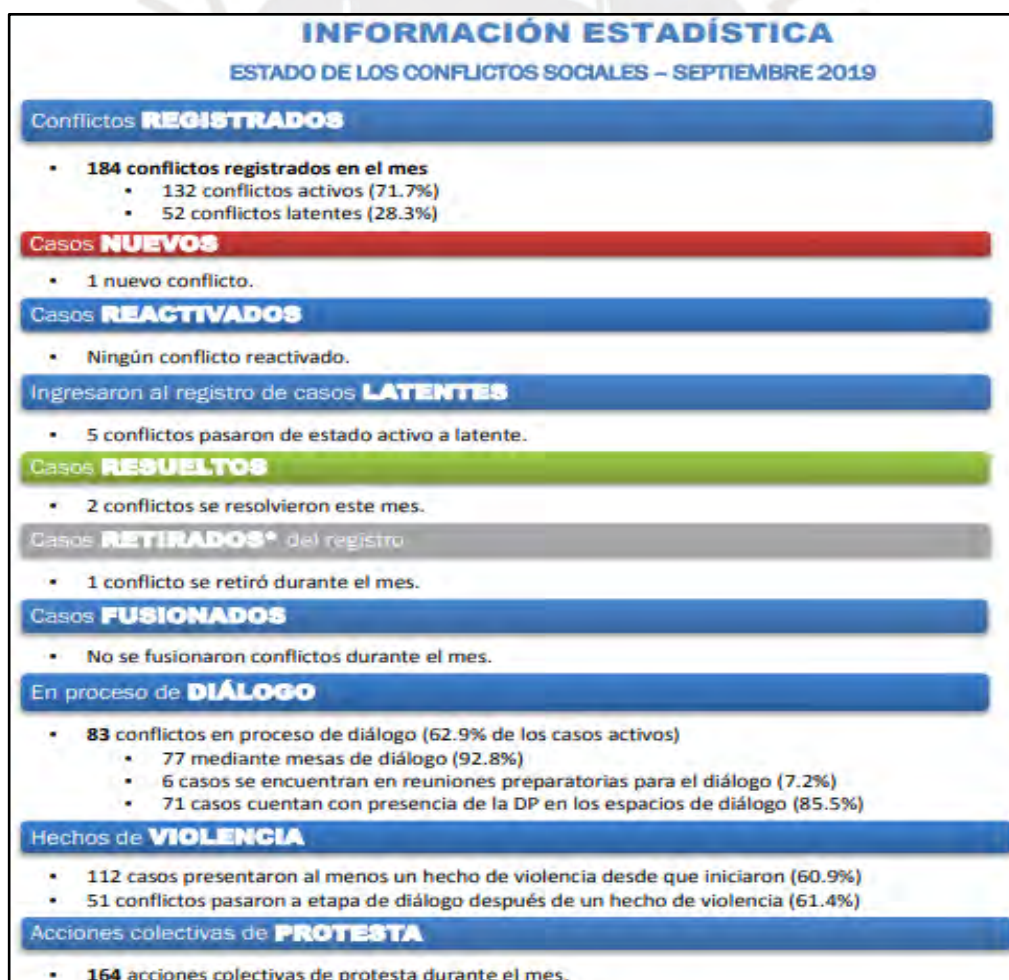 INFORMACIÓN ESTADÍSTICA
ESTADO DE LOS CONFLICTOS SOCIALES – SEPTIEMBRE 2019
Conflictos REGISTRADOS
• 184 conflictos registrados en el mes
• 132 conflictos activos (71.7%)
• 52 conflictos latentes (28.3%)
Casos NUEVOS
• 1 nuevo conflicto.
Casos REACTIVADOS
• Ningún conflicto reactivado.
Ingresaron al registro de casos LATENTES
• 5 conflictos pasaron de estado activo a latente.
Casos RESUELTOS
• 2 conflictos se resolvieron este mes.
Casos RETIRADOS* del registro
• 1 conflicto se retiró durante el mes.
Casos FUSIONADOS
• No se fusionaron conflictos durante el mes.
En proceso de DIÁLOGO
• 83 conflictos en proceso de diálogo (62.9% de los casos activos)
• 77 mediante mesas de diálogo (92.8%)
• 6 casos se encuentran en reuniones preparatorias para el diálogo (7.2%)
• 71 casos cuentan con presencia de la DP en los espacios de diálogo (85.5%)
Hechos de VIOLENCIA
• 112 casos presentaron al menos un hecho de violencia desde que iniciaron (60.9%)
• 51 conflictos pasaron a etapa de diálogo después de un hecho de violencia (61.4%)
Acciones colectivas de PROTESTA
• 164 acciones colectivas de protesta durante el mes.